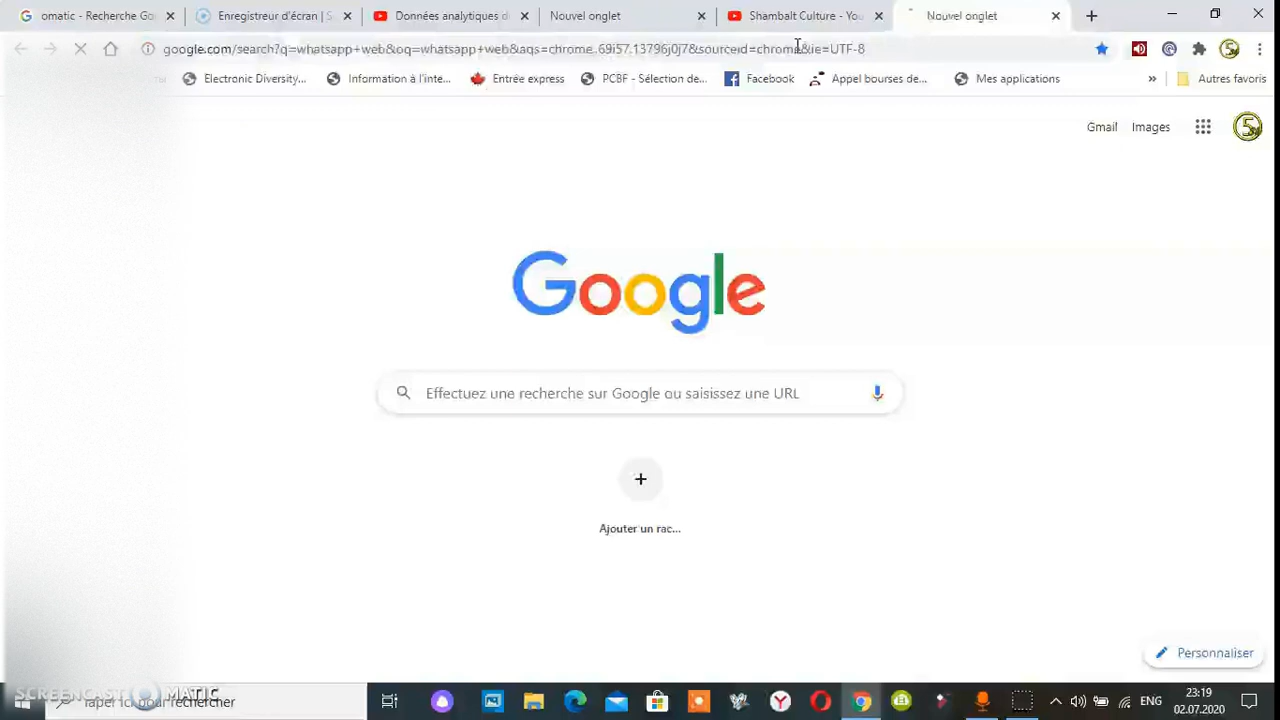 omatic - Recherche Go
Enregistreur d'écran | S
Données analytiques d
Nouvel onglet
Shambalt Culture - You
Nouvel onglet
google.com/search?q=whatsapp+web&oq=whatsapp+web&aqs=chrome..69i57.13796j0j7&sourceid=chrome&ie=UTF-8
Electronic Diversity...
Information à l'inte...
Entrée express
PCBF - Sélection de...
Facebook
Appel bourses de...
Mes applications
»
Autres favoris
Gmail
Images
Google
Effectuez une recherche sur Google ou saisissez une URL
Ajouter un rac...
Personnaliser
SCREENCAST MATIC
Taper ici pour rechercher
ENG
23:19
02.07.2020